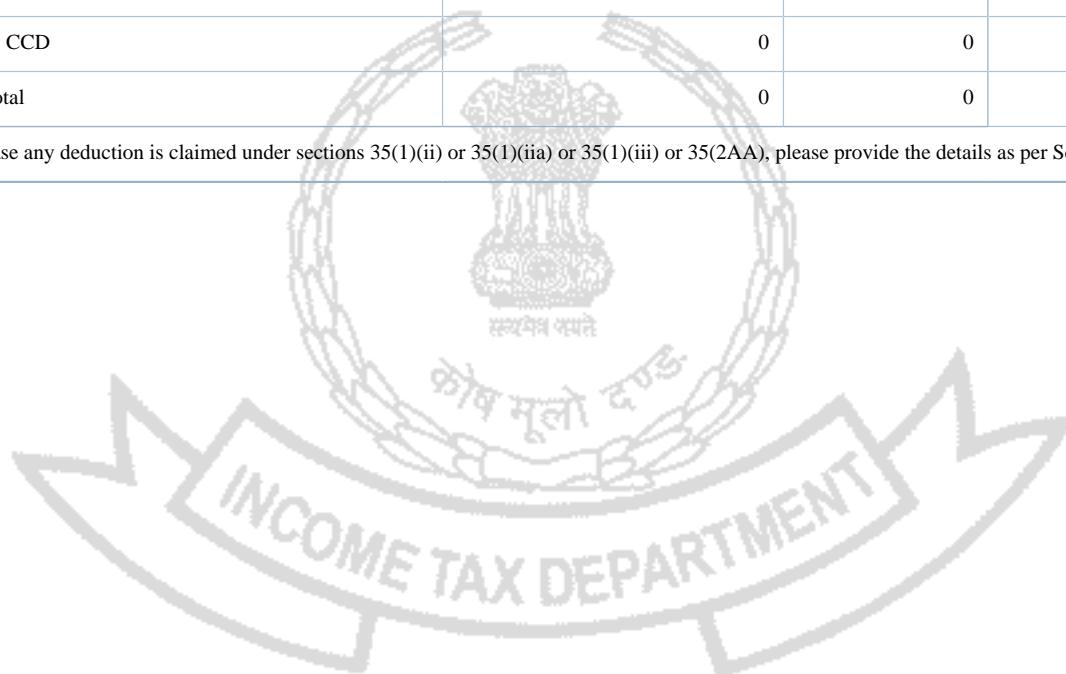 CCD 0 0
otal 0 0
se any deduction is claimed under sections 35(1)(ii) or 35(1)(iia) or 35(1)(iii) or 35(2AA), please provide the details as per S
सत्यमेव जयते
कोष मूलो दण्ड:
INCOME TAX DEPARTMENT